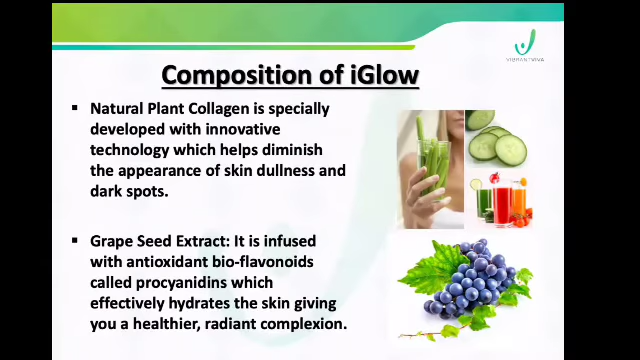 VIBRANTVIVA
Composition of iGlow
▪ Natural Plant Collagen is specially
developed with innovative
technology which helps diminish
the appearance of skin dullness and
dark spots.
▪ Grape Seed Extract: It is infused
with antioxidant bio-flavonoids
called procyanidins which
effectively hydrates the skin giving
you a healthier, radiant complexion.